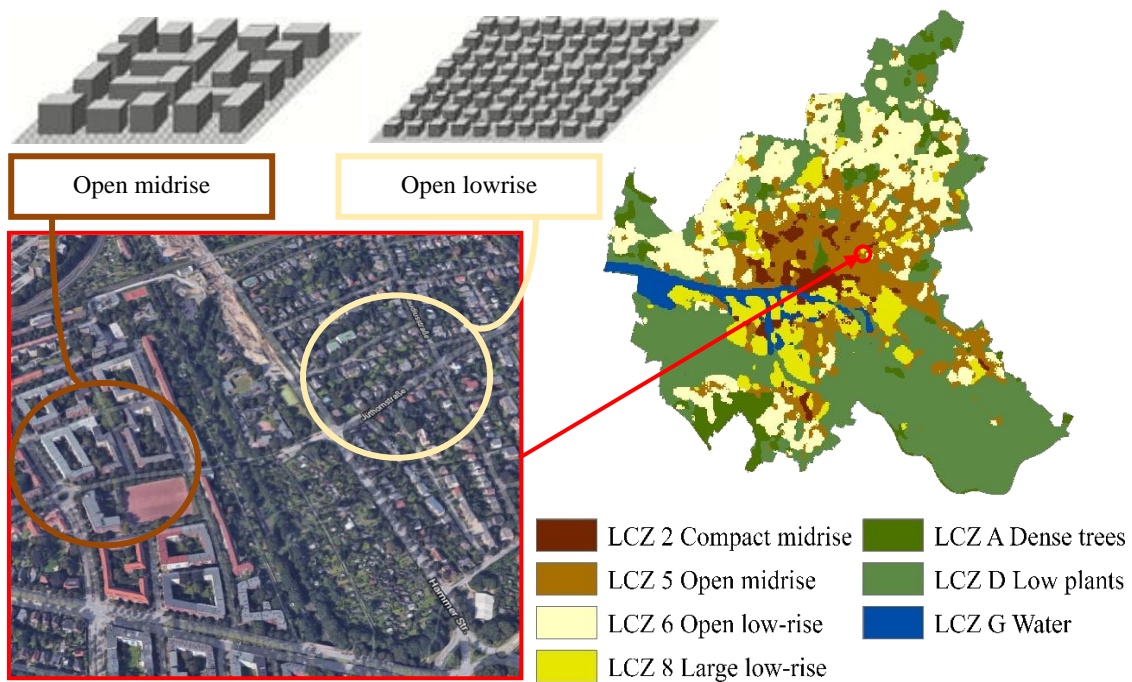 Open midrise
Open lowrise
Jüthornstraße
Hammer Str.
LCZ 2 Compact midrise
LCZ 5 Open midrise
LCZ 6 Open low-rise
LCZ 8 Large low-rise
LCZ A Dense trees
LCZ D Low plants
LCZ G Water